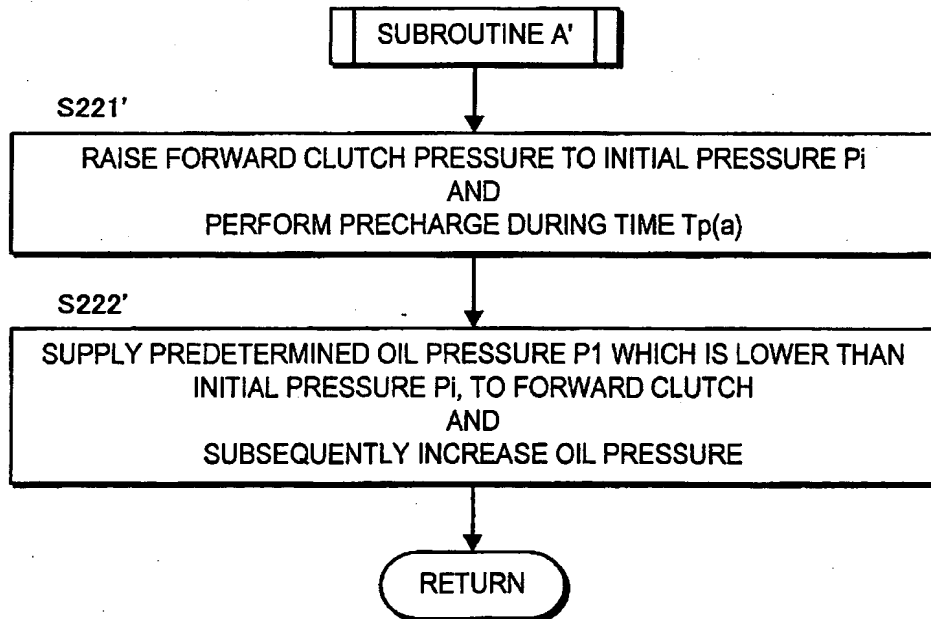 SUBROUTINE A'
S221'
RAISE FORWARD CLUTCH PRESSURE TO INITIAL PRESSURE Pi
AND
PERFORM PRECHARGE DURING TIME Tp(a)
S222'
SUPPLY PREDETERMINED OIL PRESSURE P1 WHICH IS LOWER THAN
INITIAL PRESSURE Pi, TO FORWARD CLUTCH
AND
SUBSEQUENTLY INCREASE OIL PRESSURE
RETURN